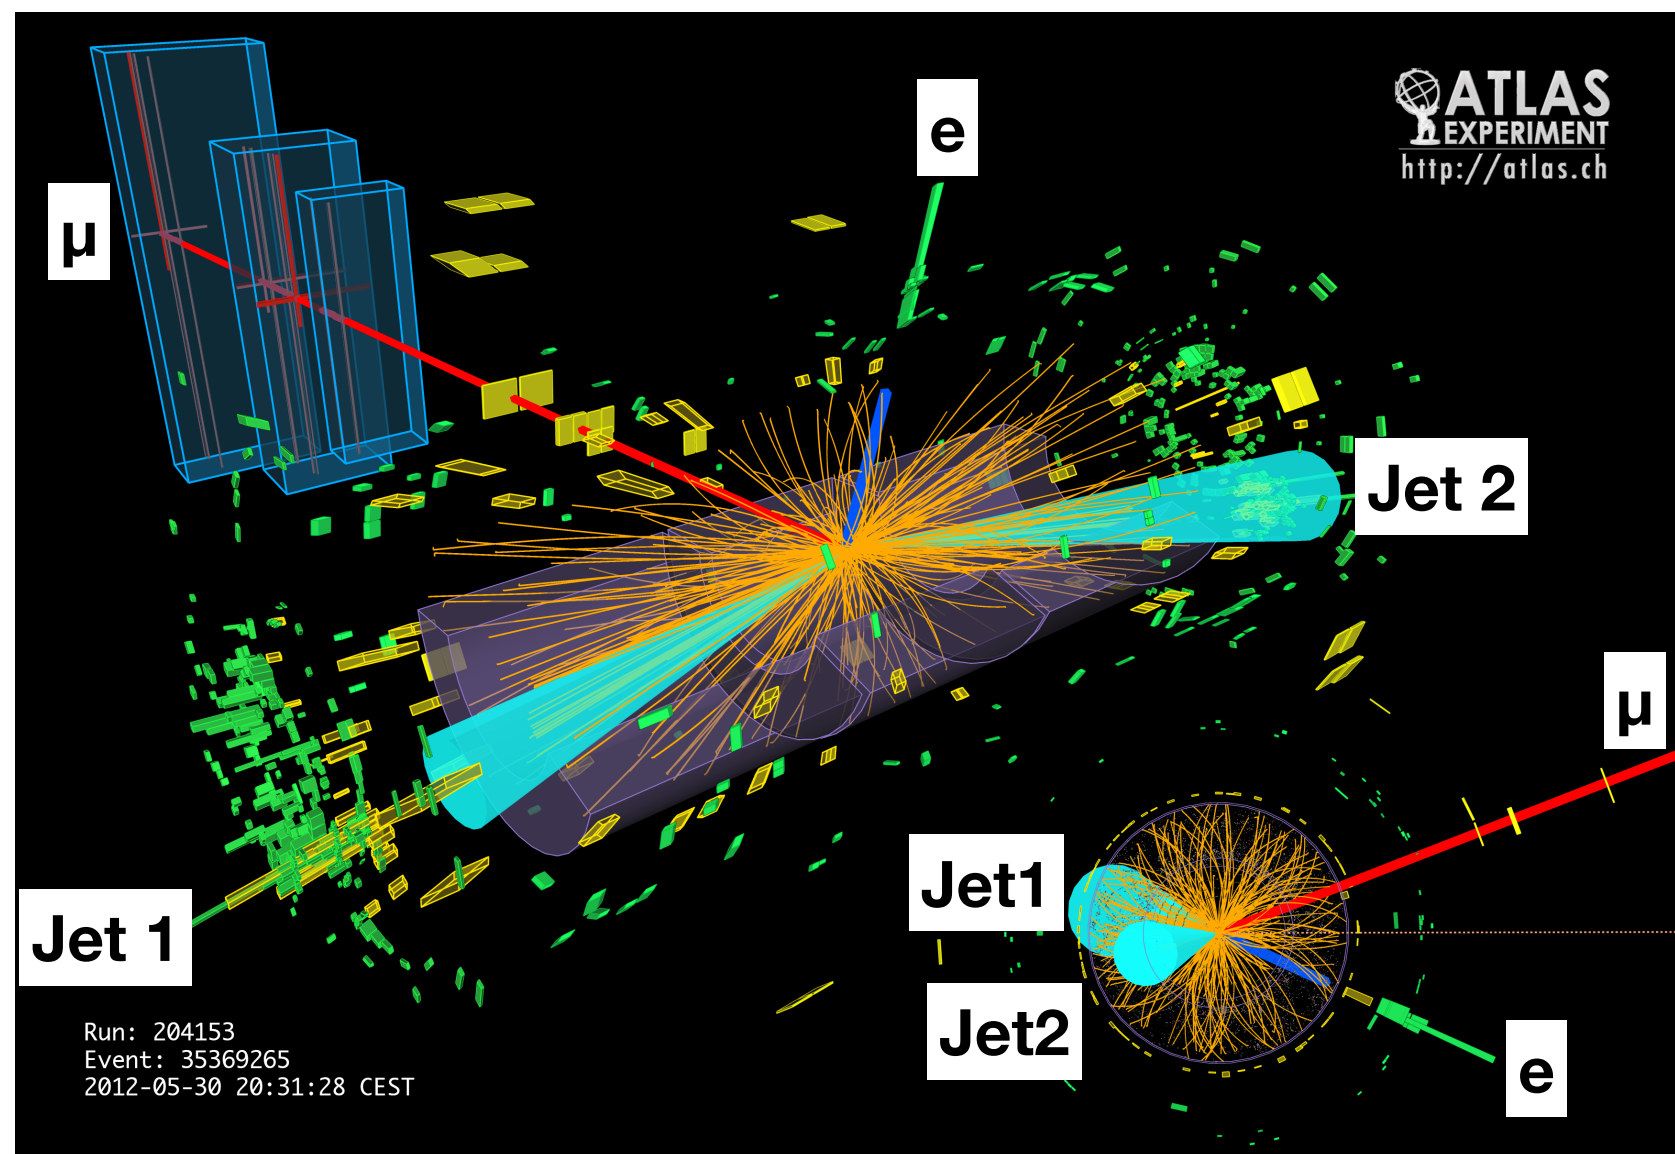 ATLAS
EXPERIMENT
http://atlas.ch
e
μ
Jet 2
μ
Jet1
Jet 1
Jet2
e
Run: 204153
Event: 35369265
2012-05-30 20:31:28 CEST